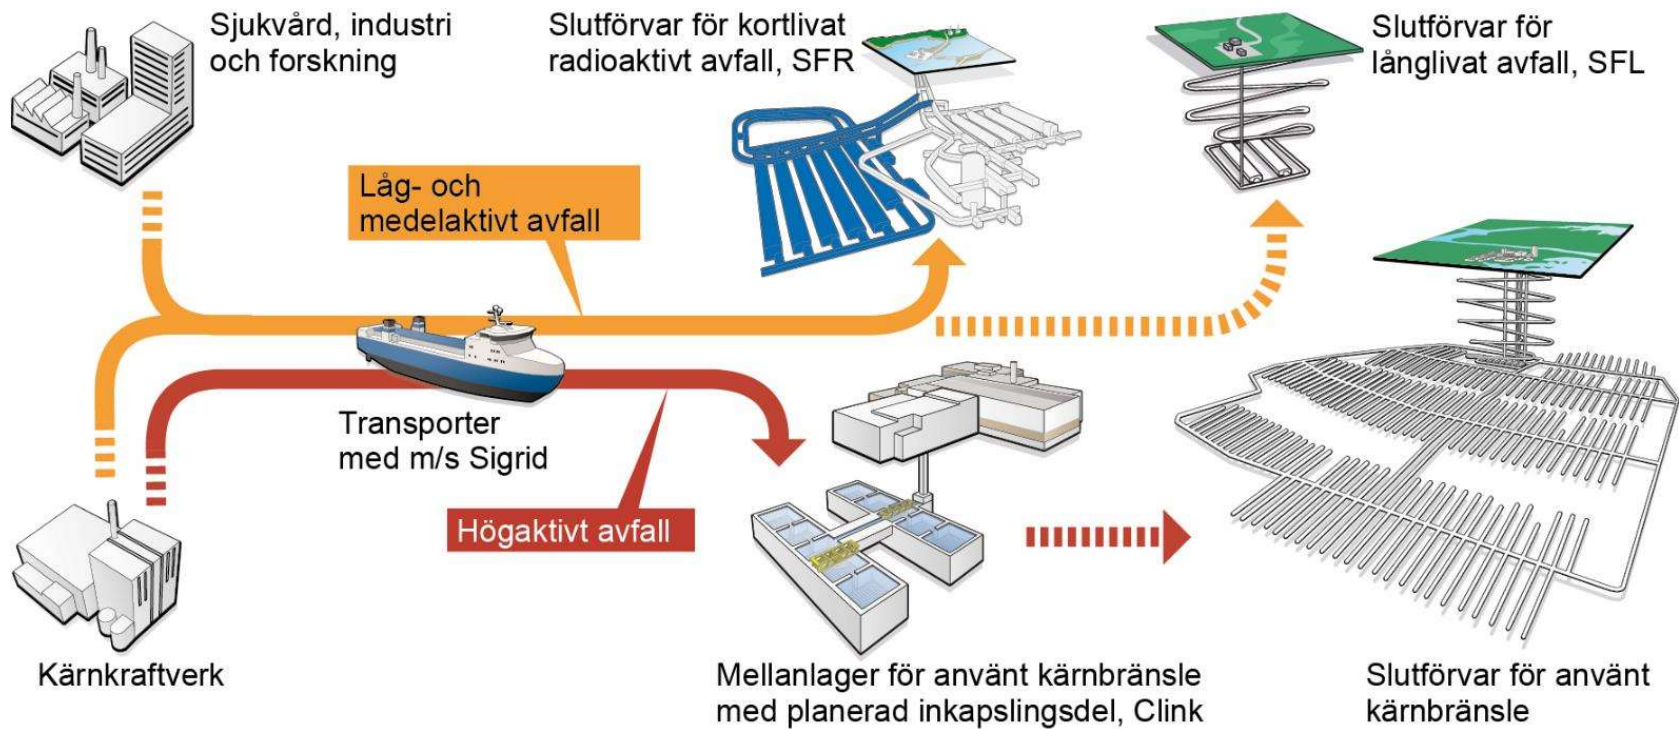 Sjukvård, industri
och forskning
Slutförvar för kortlivat
radioaktivt avfall, SFR
Slutförvar för
långlivat avfall, SFL
Låg- och
medelaktivt avfall
Transporter
med m/s Sigrid
Högaktivt avfall
Kärnkraftverk
Mellanlager för använt kärnbränsle
med planerad inkapslingsdel, Clink
Slutförvar för använt
kärnbränsle